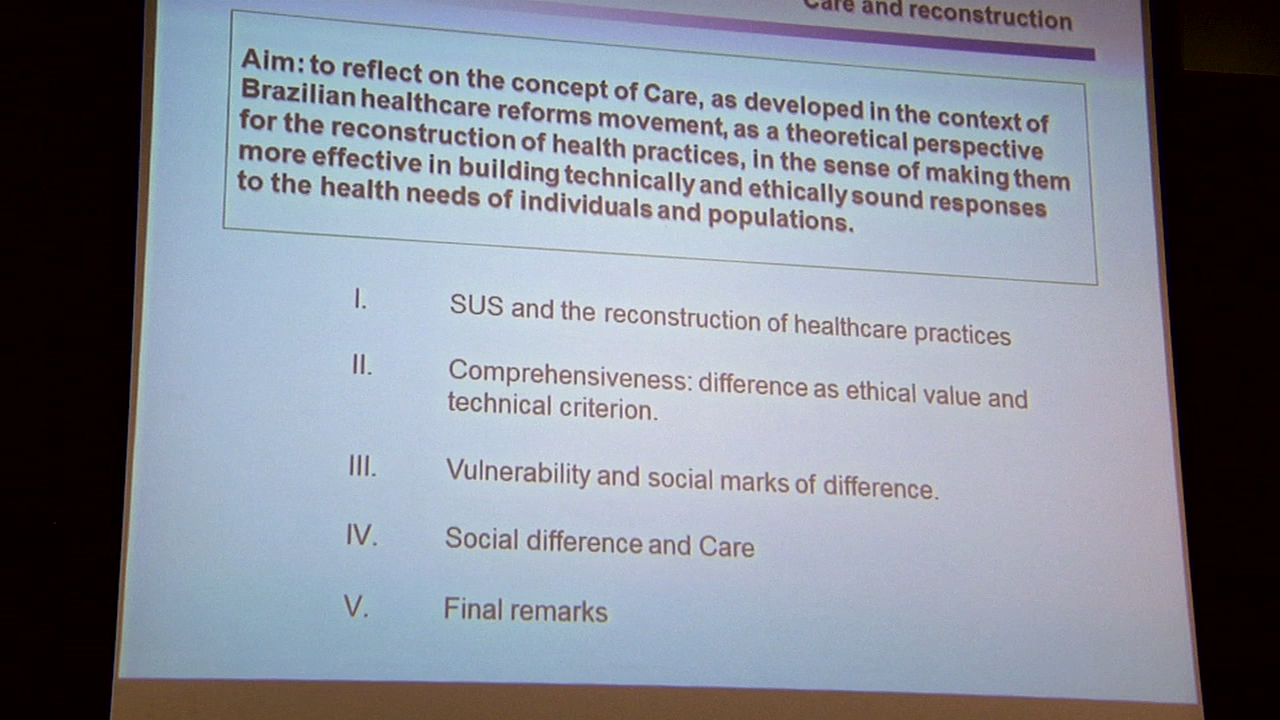 Care and reconstruction
Aim: to reflect on the concept of Care, as developed in the context of
Brazilian healthcare reforms movement, as a theoretical perspective
for the reconstruction of health practices, in the sense of making them
more effective in building technically and ethically sound responses
to the health needs of individuals and populations.
I. SUS and the reconstruction of healthcare practices
II. Comprehensiveness: difference as ethical value and
technical criterion.
III. Vulnerability and social marks of difference.
IV. Social difference and Care
V. Final remarks